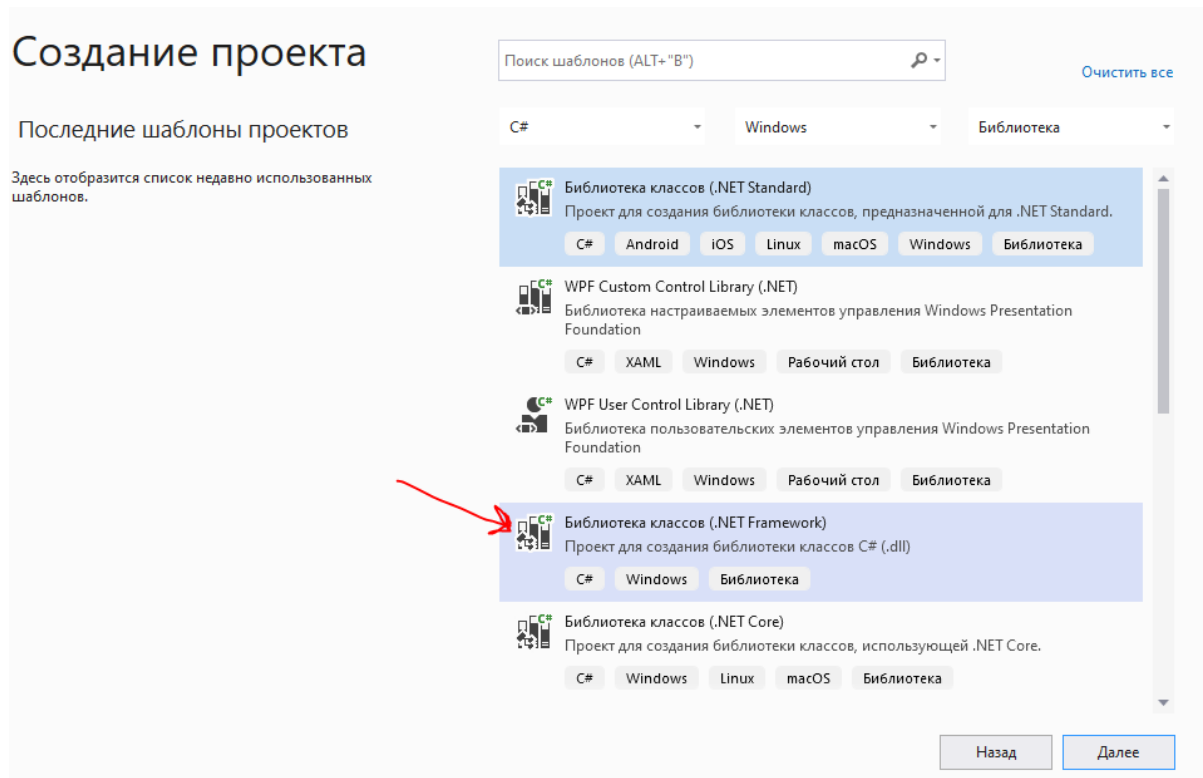 Создание проекта
Поиск шаблонов (ALT+"B")
Очистить все
Последние шаблоны проектов
C#
Windows
Библиотека
Здесь отобразится список недавно использованных
шаблонов.
Библиотека классов (.NET Standard)
Проект для создания библиотеки классов, предназначенной для .NET Standard.
C# Android iOS Linux macOS Windows Библиотека
WPF Custom Control Library (.NET)
Библиотека настраиваемых элементов управления Windows Presentation
Foundation
C# XAML Windows Рабочий стол Библиотека
WPF User Control Library (.NET)
Библиотека пользовательских элементов управления Windows Presentation
Foundation
C# XAML Windows Рабочий стол Библиотека
Библиотека классов (.NET Framework)
Проект для создания библиотеки классов C# (.dll)
C# Windows Библиотека
Библиотека классов (.NET Core)
Проект для создания библиотеки классов, использующей .NET Core.
C# Windows Linux macOS Библиотека
Назад
Далее